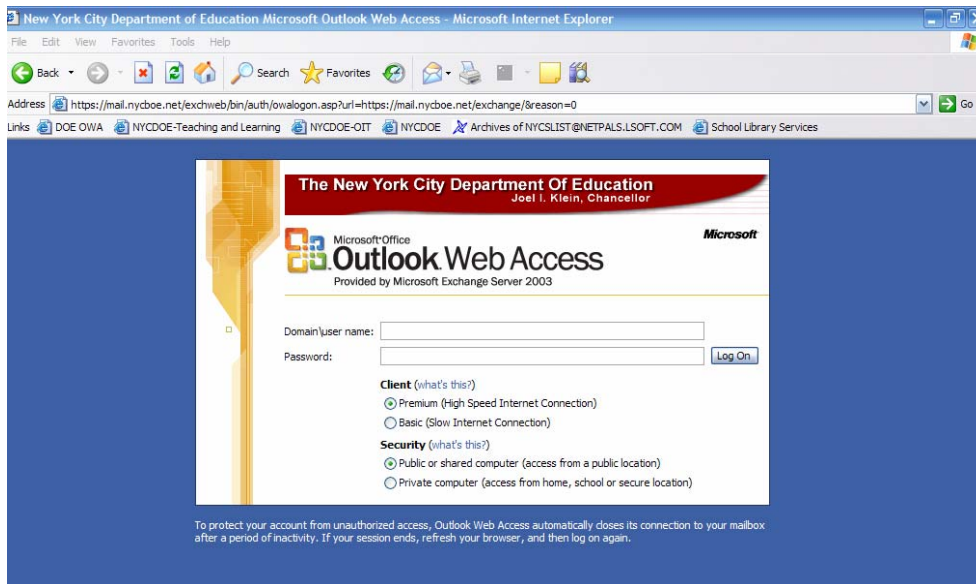 New York City Department of Education Microsoft Outlook Web Access - Microsoft Internet Explorer
File Edit View Favorites Tools Help
Back Search Favorites
Address https://mail.nycboe.net/exchweb/bin/auth/owalogon.asp?url=https://mail.nycboe.net/exchange/&reason=0 Go
Links DOE OWA NYCDOE-Teaching and Learning NYCDOE-OIT NYCDOE Archives of NYCSLIST@NETPALS.LSOFT.COM School Library Services
The New York City Department Of Education
Joel I. Klein, Chancellor
Microsoft
Microsoft Office
Outlook Web Access
Provided by Microsoft Exchange Server 2003
Domain\user name:
Password: Log On
Client (what's this?)
Premium (High Speed Internet Connection)
Basic (Slow Internet Connection)
Security (what's this?)
Public or shared computer (access from a public location)
Private computer (access from home, school or secure location)
To protect your account from unauthorized access, Outlook Web Access automatically closes its connection to your mailbox
after a period of inactivity. If your session ends, refresh your browser, and then log on again.